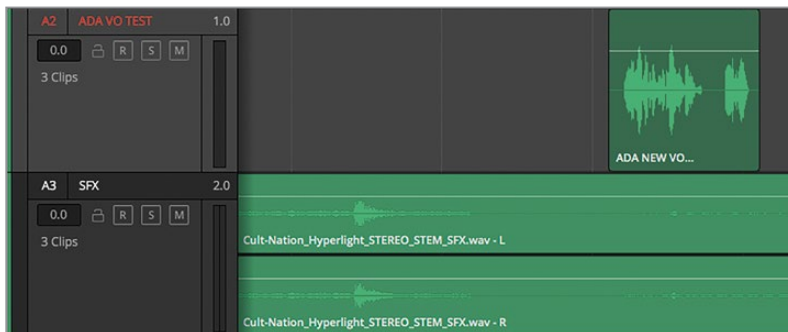 A2 ADA VO TEST 1.0
0.0 R S M
3 Clips
ADA NEW VO...
A3 SFX 2.0
0.0 R S M
3 Clips
Cult-Nation_Hyperlight_STEREO_STEM_SFX.wav - L
Cult-Nation_Hyperlight_STEREO_STEM_SFX.wav - R